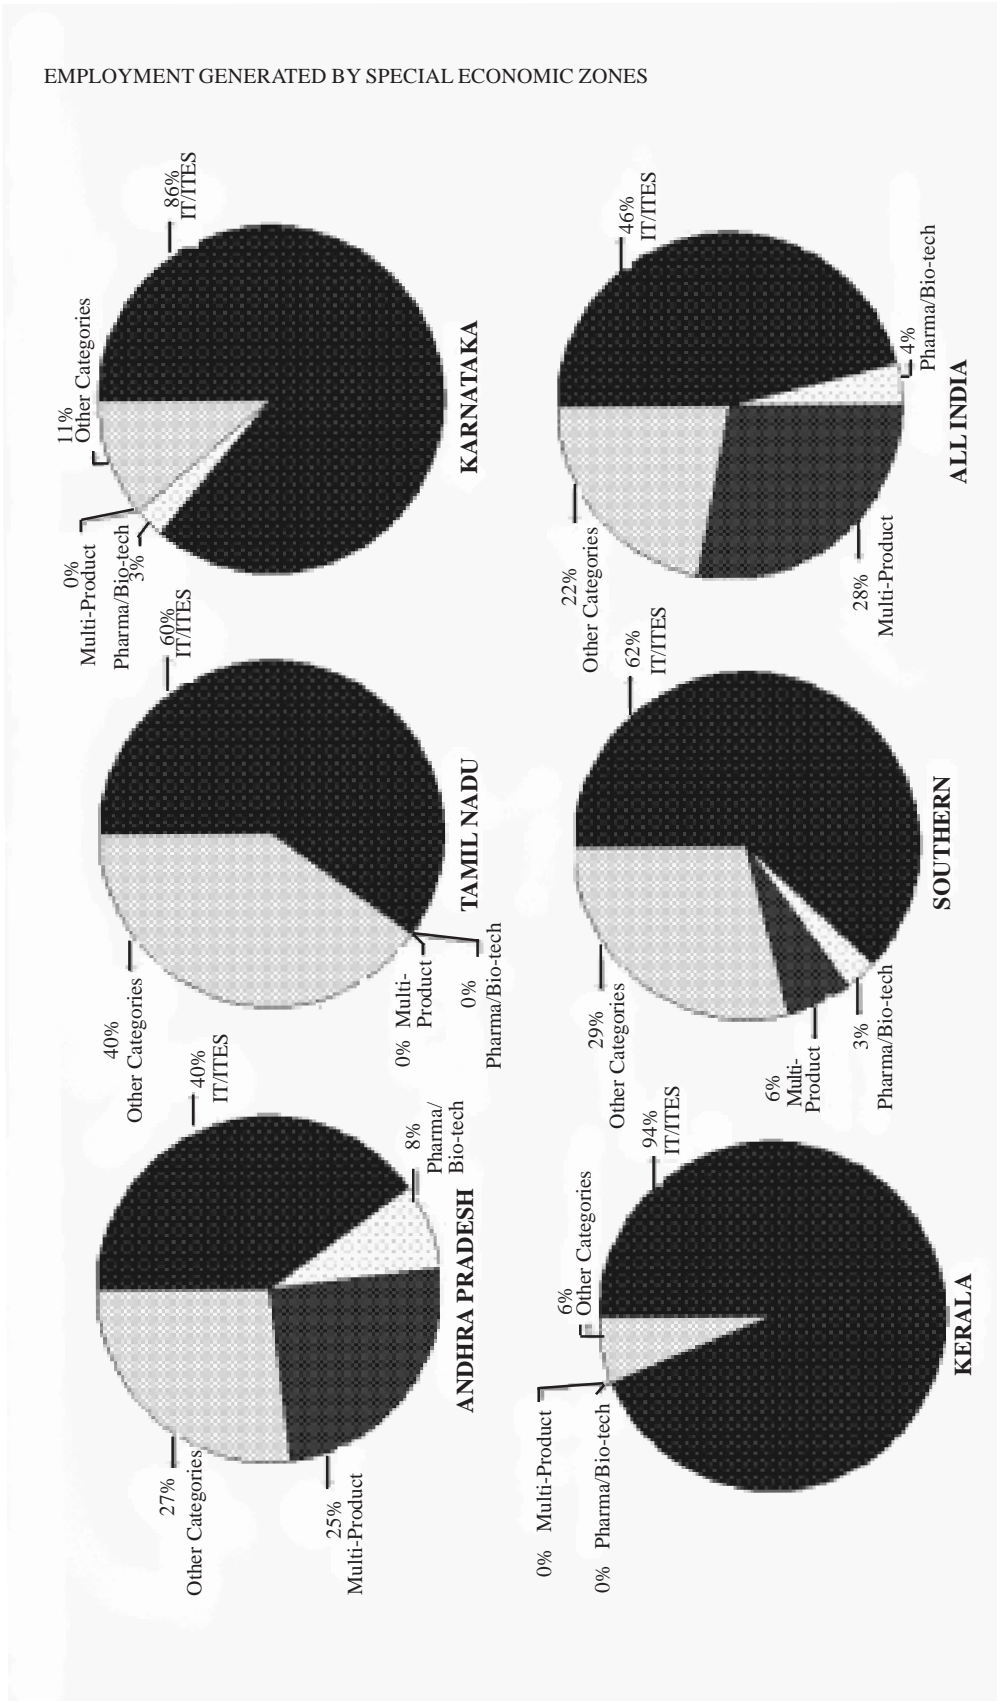 EMPLOYMENT GENERATED BY SPECIAL ECONOMIC ZONES
40%
IT/ITES
8%
Pharma/
Bio-tech
25%
Multi-Product
27%
Other Categories
ANDHRA PRADESH
60%
IT/ITES
0%
Pharma/Bio-tech
0% Multi-
Product
40%
Other Categories
TAMIL NADU
86%
IT/ITES
11%
Other Categories
0%
Multi-Product
Pharma/Bio-tech
3%
KARNATAKA
94%
IT/ITES
6%
Other Categories
0% Multi-Product
0% Pharma/Bio-tech
KERALA
62%
IT/ITES
29%
Other Categories
6%
Multi-
Product
3%
Pharma/Bio-tech
SOUTHERN
46%
IT/ITES
4%
Pharma/Bio-tech
28%
Multi-Product
22%
Other Categories
ALL INDIA